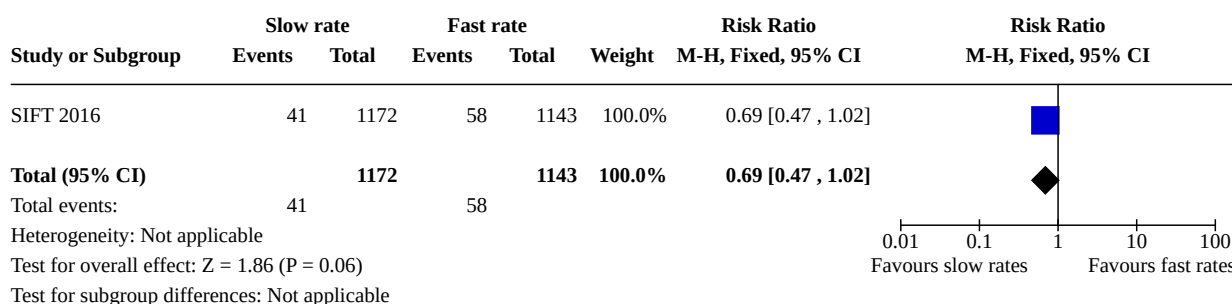 Slow rate Fast rate Risk Ratio Risk Ratio
Study or Subgroup Events Total Events Total Weight M-H, Fixed, 95% CI M-H, Fixed, 95% CI
SIFT 2016 41 1172 58 1143 100.0% 0.69 [0.47 , 1.02]
Total (95% CI) 1172 1143 100.0% 0.69 [0.47 , 1.02]
Total events: 41 58
Heterogeneity: Not applicable
0.01 0.1 1 10 100
Test for overall effect: Z = 1.86 (P = 0.06)
Favours slow rates Favours fast rates
Test for subgroup differences: Not applicable